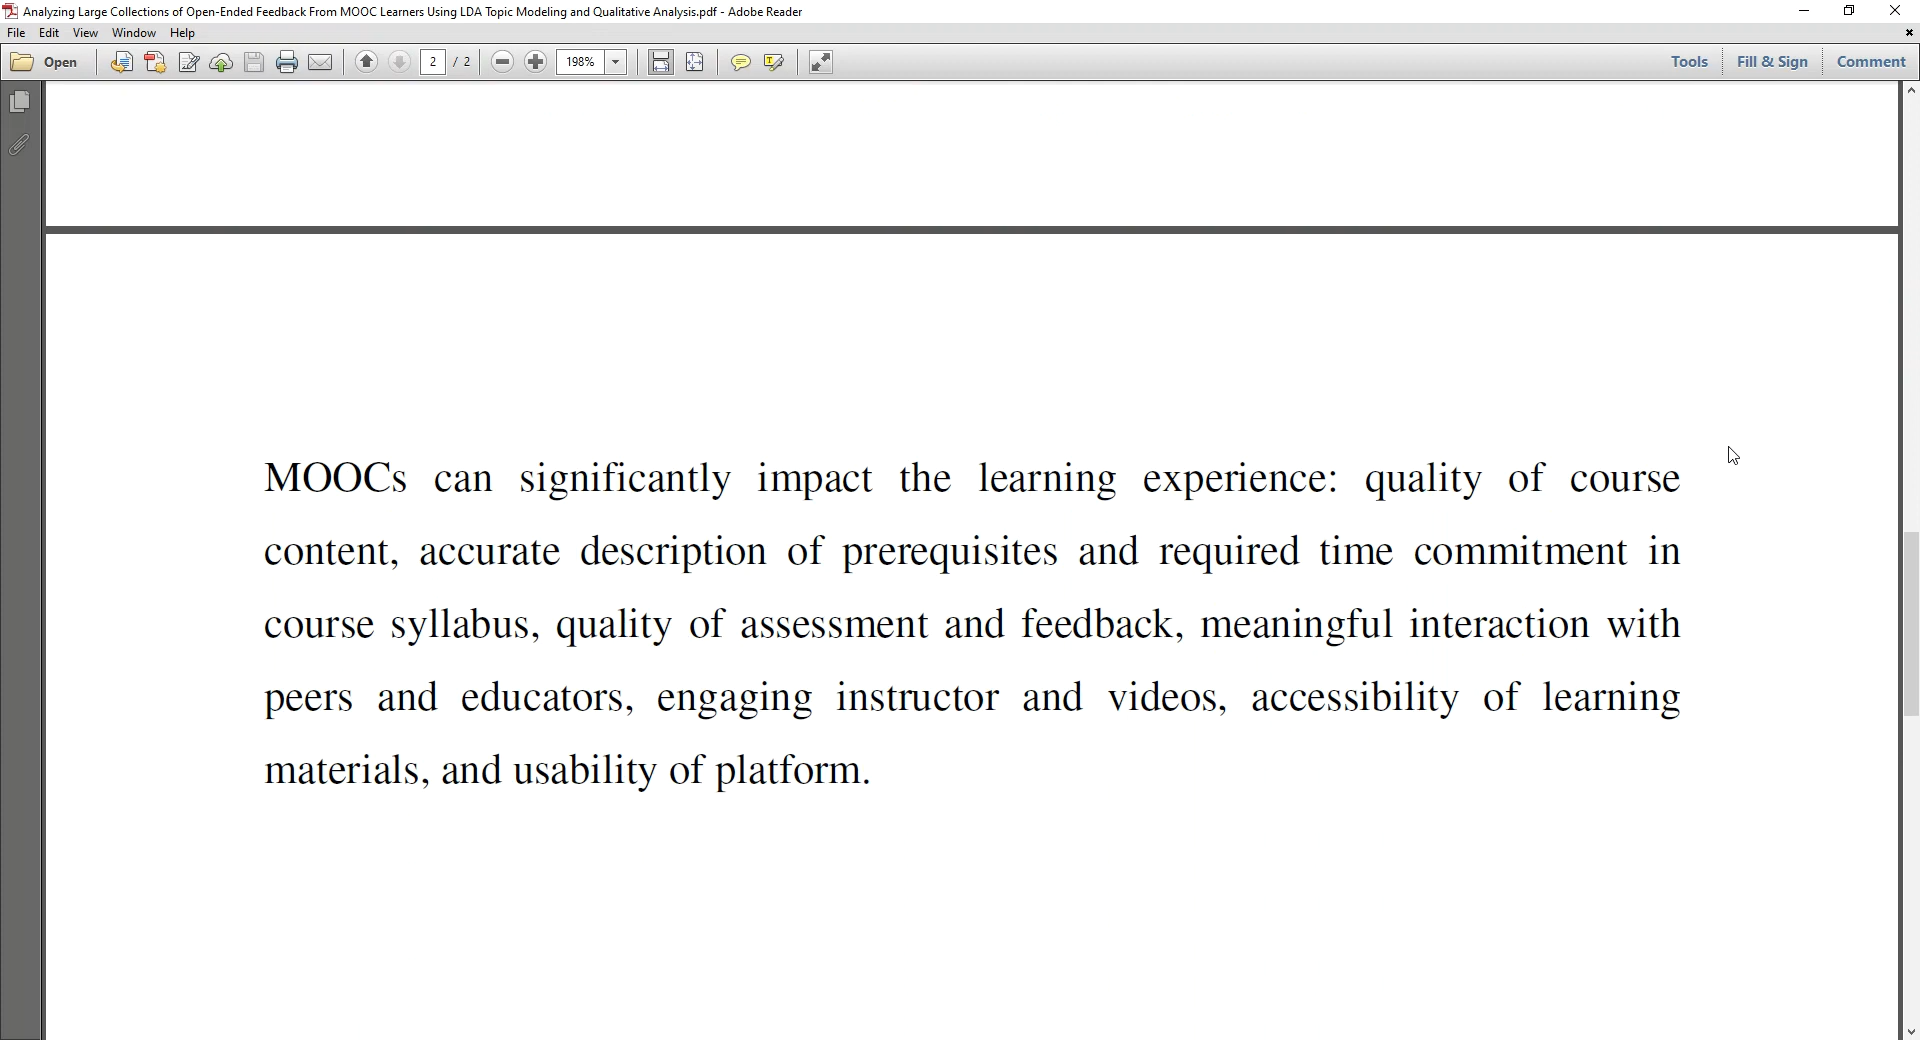 Analyzing Large Collections of Open-Ended Feedback From MOOC Learners Using LDA Topic Modeling and Qualitative Analysis.pdf - Adobe Reader
File Edit View Window Help
Open 2 / 2 198% Tools Fill & Sign Comment
MOOCs can significantly impact the learning experience: quality of course
content, accurate description of prerequisites and required time commitment in
course syllabus, quality of assessment and feedback, meaningful interaction with
peers and educators, engaging instructor and videos, accessibility of learning
materials, and usability of platform.